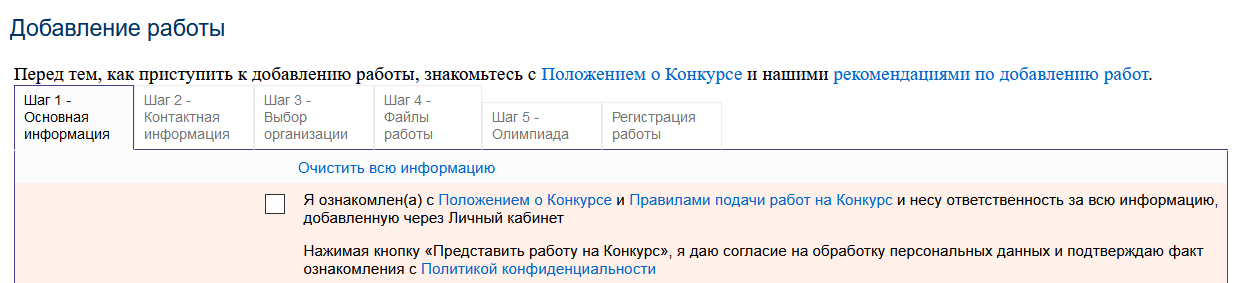 Добавление работы
Перед тем, как приступить к добавлению работы, знакомьтесь с Положением о Конкурсе и нашими рекомендациями по добавлению работ.
Шаг 1 -
Основная
информация
Шаг 2 -
Контактная
информация
Шаг 3 -
Выбор
организации
Шаг 4 -
Файлы
работы
Шаг 5 -
Олимпиада
Регистрация
работы
Очистить всю информацию
Я ознакомлен(а) с Положением о Конкурсе и Правилами подачи работ на Конкурс и несу ответственность за всю информацию,
добавленную через Личный кабинет
Нажимая кнопку «Представить работу на Конкурс», я даю согласие на обработку персональных данных и подтверждаю факт
ознакомления с Политикой конфиденциальности